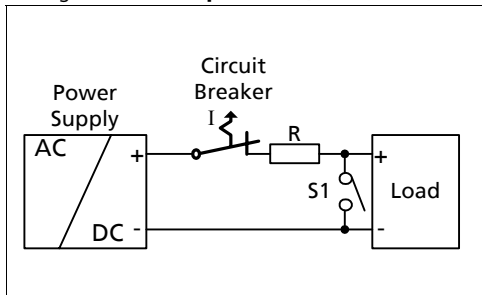 Circuit
Breaker
I
Power
Supply
AC
+
DC -
R
S1
+
Load
-